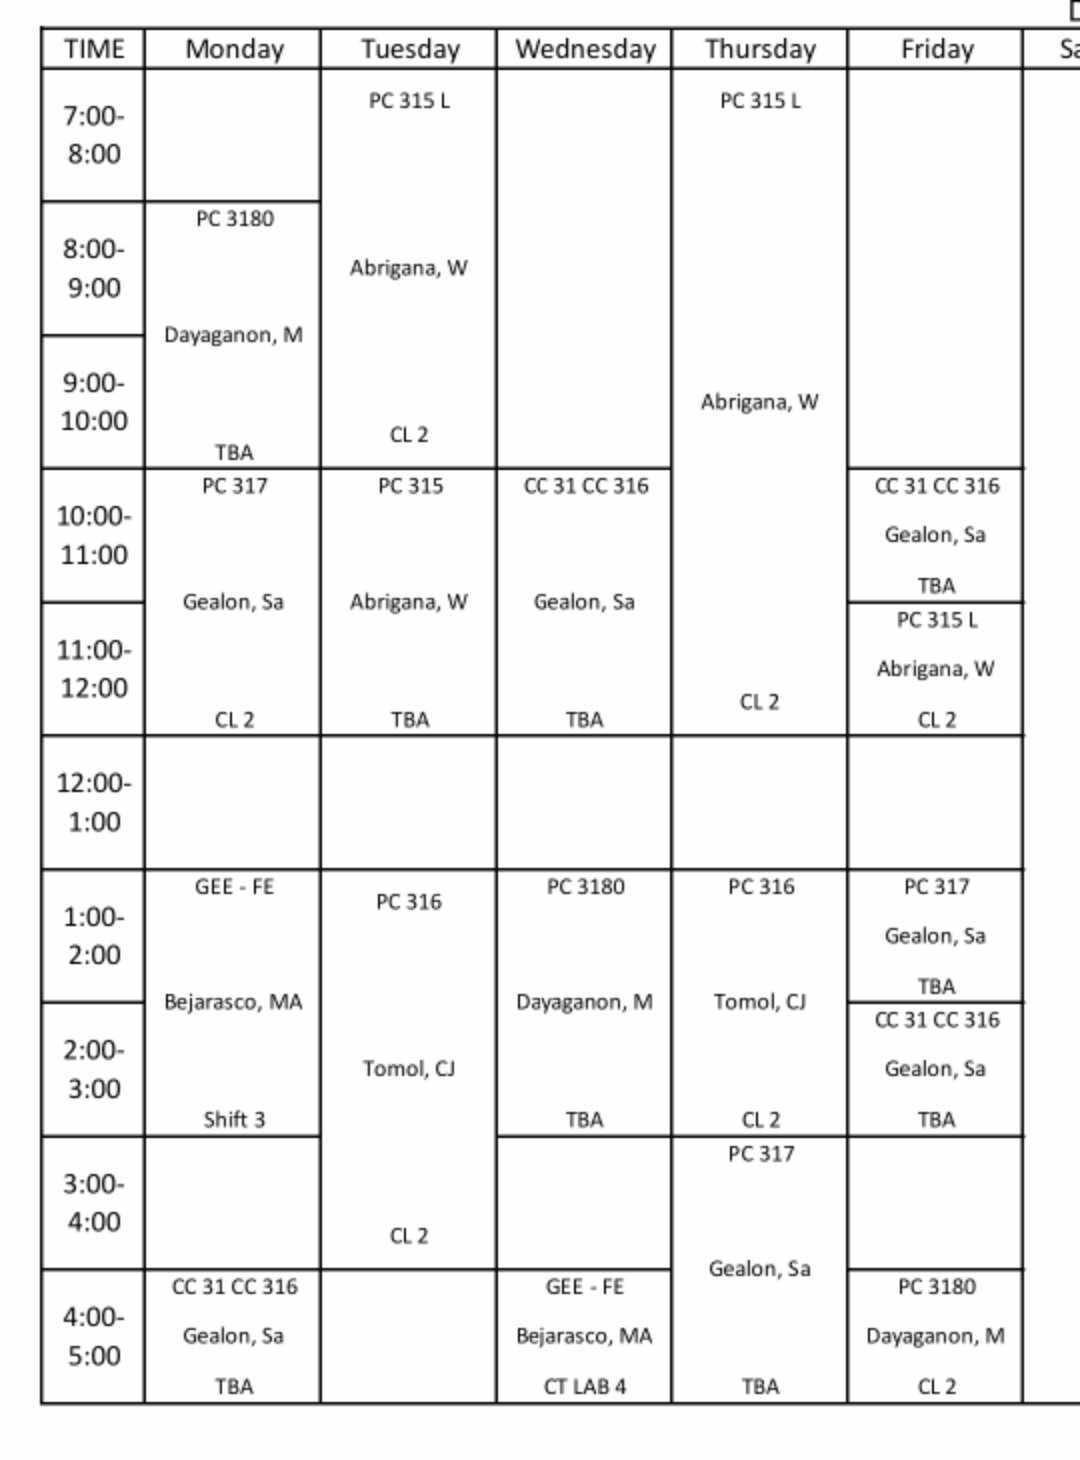 TIME Monday Tuesday Wednesday Thursday Friday Sa
7:00-
8:00
PC 315 L
PC 315 L
8:00-
9:00
PC 3180
Abrigana, W
Dayaganon, M
9:00-
10:00
Abrigana, W
CL 2
TBA
10:00-
11:00
PC 317
PC 315
CC 31 CC 316
CC 31 CC 316
Gealon, Sa
TBA
Gealon, Sa
Abrigana, W
Gealon, Sa
11:00-
12:00
PC 315 L
Abrigana, W
CL 2
CL 2
TBA
TBA
CL 2
12:00-
1:00
1:00-
2:00
GEE - FE
PC 316
PC 3180
PC 316
PC 317
Gealon, Sa
TBA
Bejarasco, MA
Dayaganon, M
Tomol, CJ
2:00-
3:00
CC 31 CC 316
Tomol, CJ
Gealon, Sa
Shift 3
TBA
CL 2
TBA
3:00-
4:00
PC 317
CL 2
Gealon, Sa
4:00-
5:00
CC 31 CC 316
GEE - FE
PC 3180
Gealon, Sa
Bejarasco, MA
Dayaganon, M
TBA
CT LAB 4
TBA
CL 2